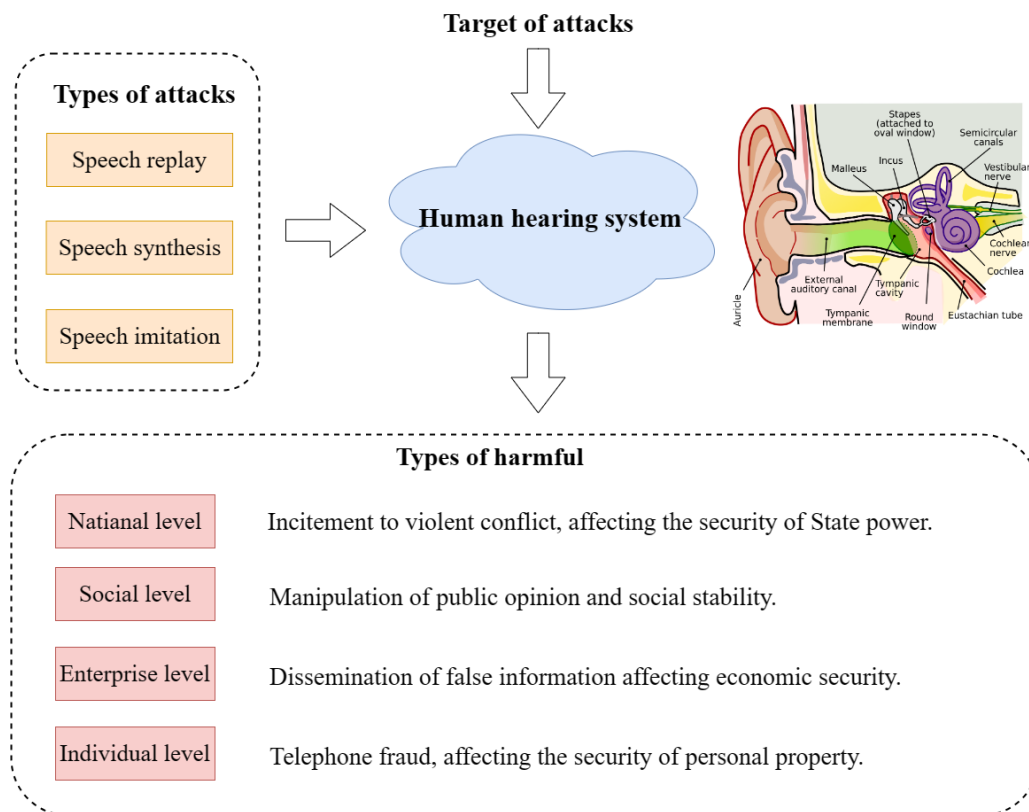 Target of attacks
Types of attacks
Speech replay
Speech synthesis
Speech imitation
Human hearing system
Stapes
(attached to
oval window)
Semicircular
canals
Incus
Malleus
Vestibular
nerve
Cochlear
nerve
Cochlea
External
auditory canal
Tympanic
cavity
Tympanic
membrane
Round
window
Eustachian tube
Auricle
Types of harmful
Natianal level
Incitement to violent conflict, affecting the security of State power.
Social level
Manipulation of public opinion and social stability.
Enterprise level
Dissemination of false information affecting economic security.
Individual level
Telephone fraud, affecting the security of personal property.